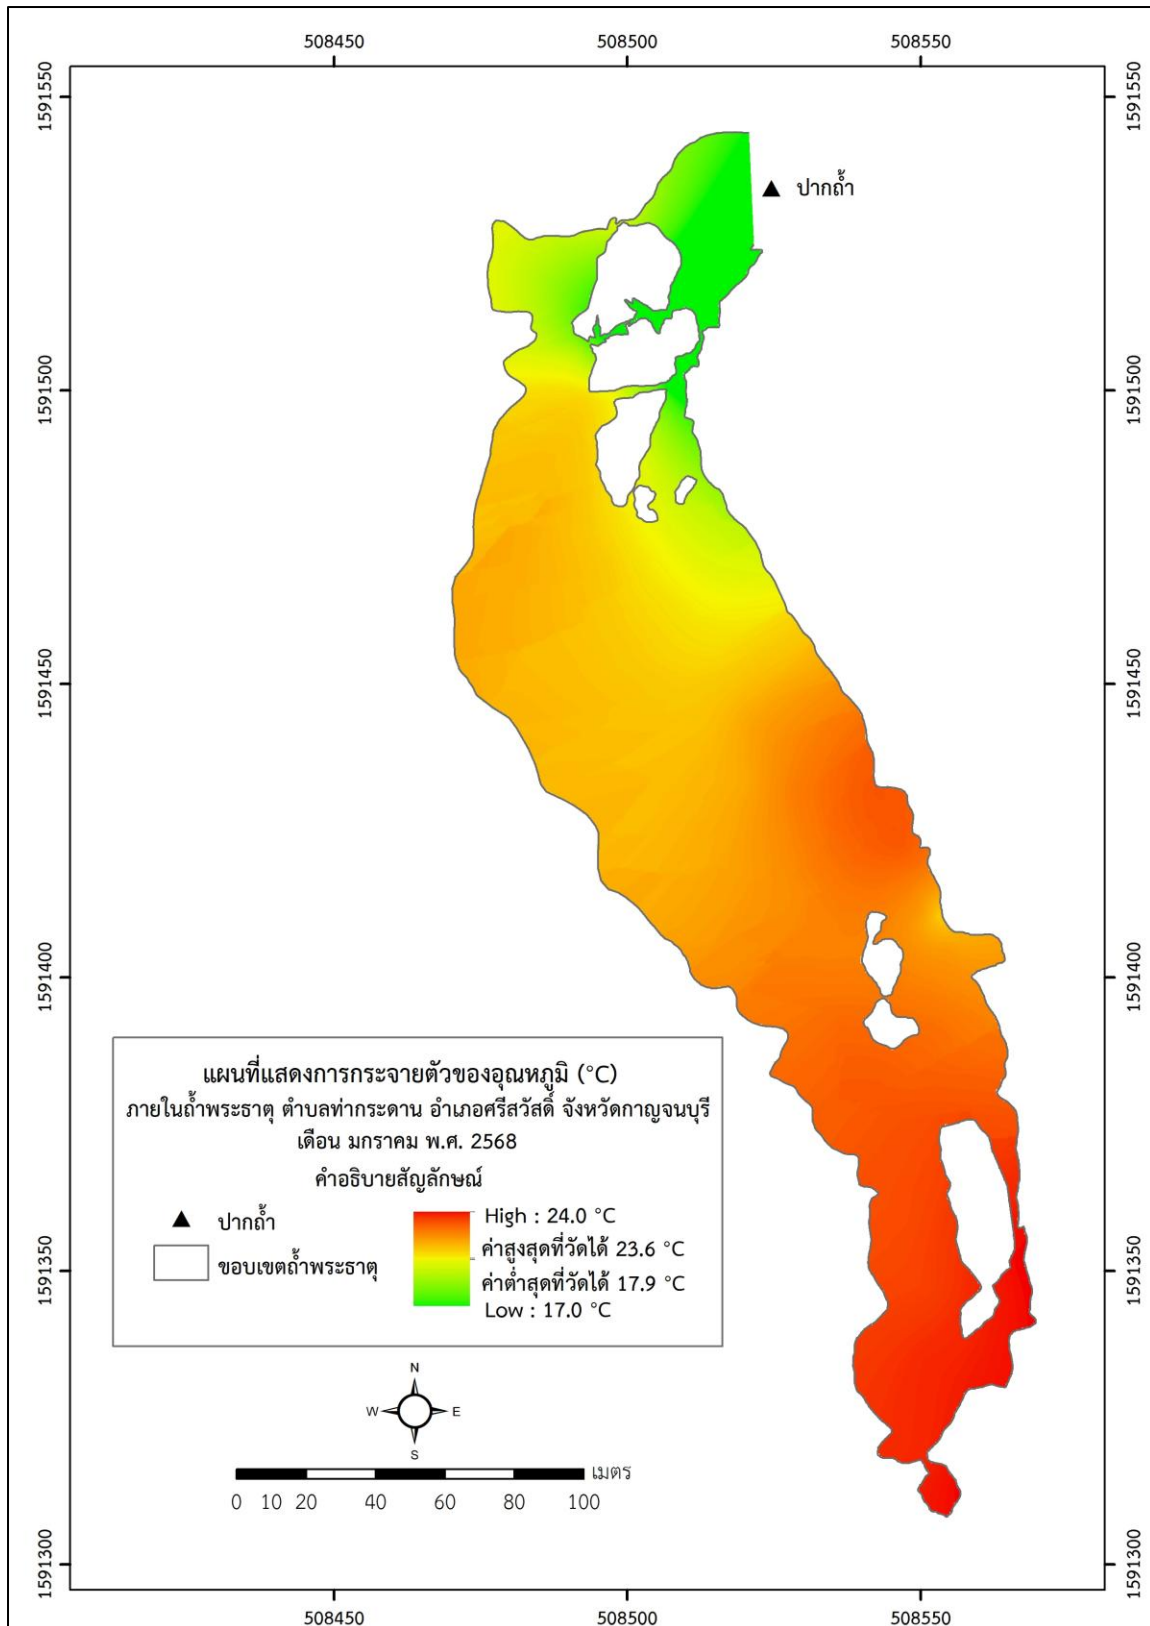 508450 508500 508550
1591550 1591550
ปากถ้ำ
1591500 1591500
1591450 1591450
1591400 1591400
แผนที่แสดงการกระจายตัวของอุณหภูมิ (°C)
ภายในถ้ำพระธาตุ ตำบลท่ากระดาน อำเภอศรีสวัสดิ์ จังหวัดกาญจนบุรี
เดือน มกราคม พ.ศ. 2568
คำอธิบายสัญลักษณ์
ปากถ้ำ
ขอบเขตถ้ำพระธาตุ
High : 24.0 °C
ค่าสูงสุดที่วัดได้ 23.6 °C
ค่าต่ำสุดที่วัดได้ 17.9 °C
Low : 17.0 °C
1591350 1591350
N
W E
S
เมตร
0 10 20 40 60 80 100
1591300 1591300
508450 508500 508550